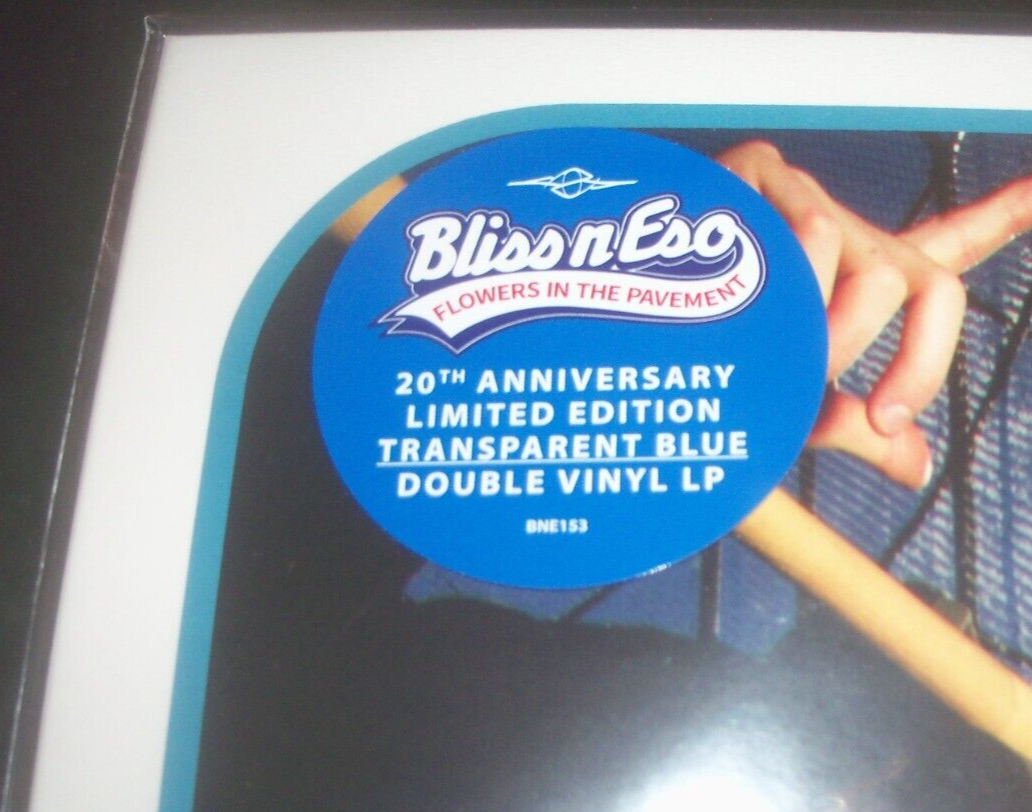 Bliss n Eso
FLOWERS IN THE PAVEMENT
20TH ANNIVERSARY
LIMITED EDITION
TRANSPARENT BLUE
DOUBLE VINYL LP
BNE153